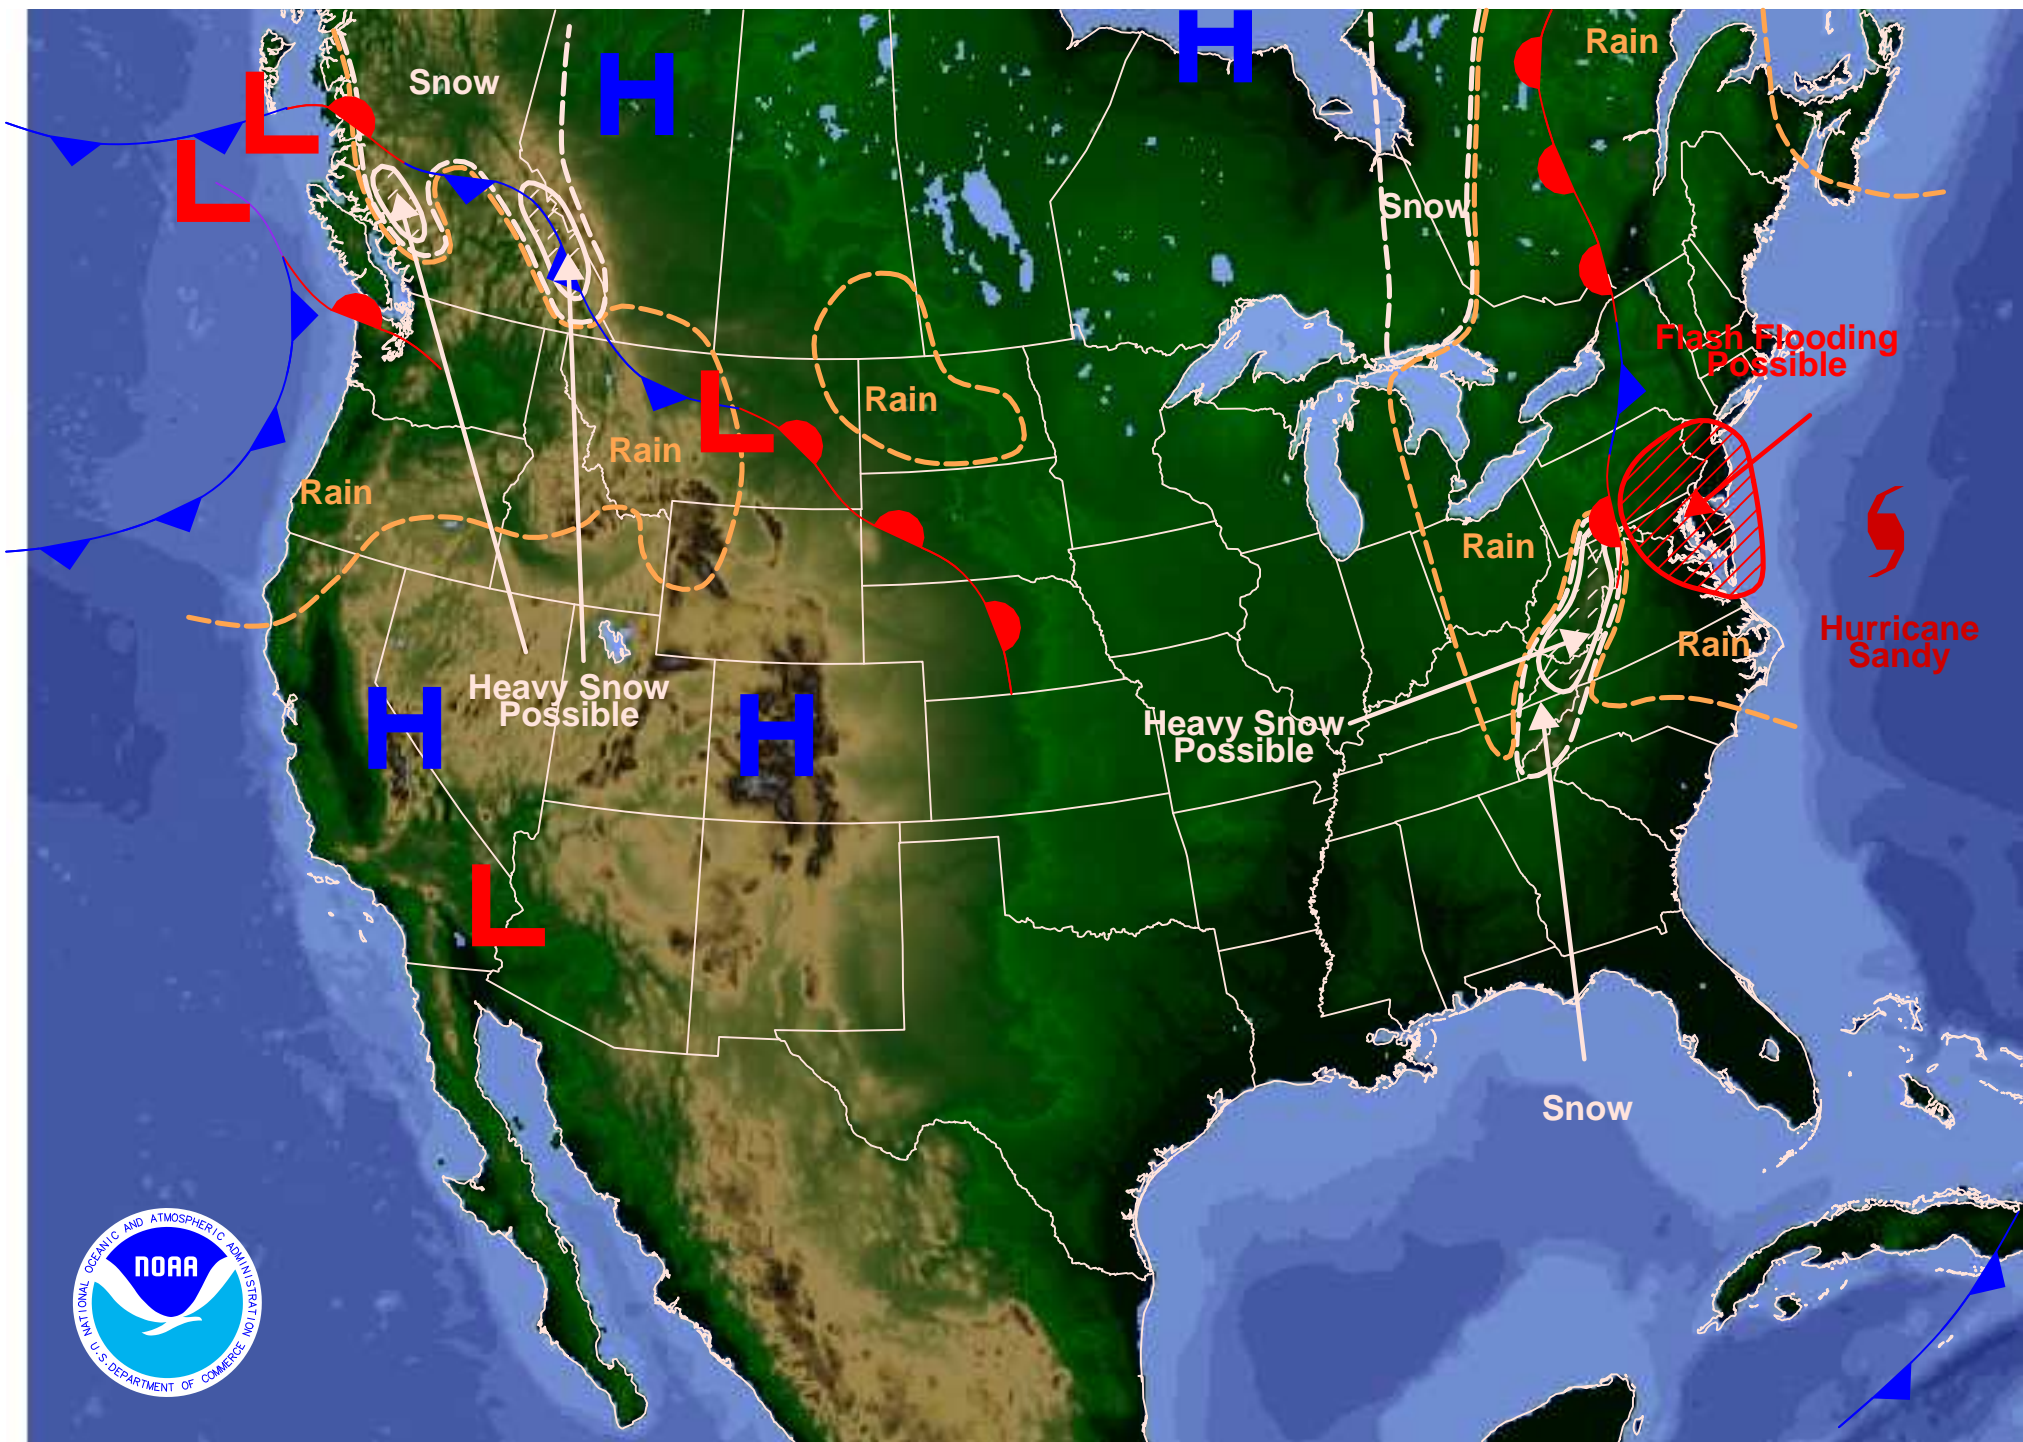 H
Rain
Snow
H
L
L
Snow
Flash Flooding
Possible
L
Rain
Rain
Rain
Rain
Hurricane
Sandy
Rain
Heavy Snow
Possible
H
H
Heavy Snow
Possible
L
Snow
NATIONAL OCEANIC AND ATMOSPHERIC ADMINISTRATION
NOAA
U.S. DEPARTMENT OF COMMERCE